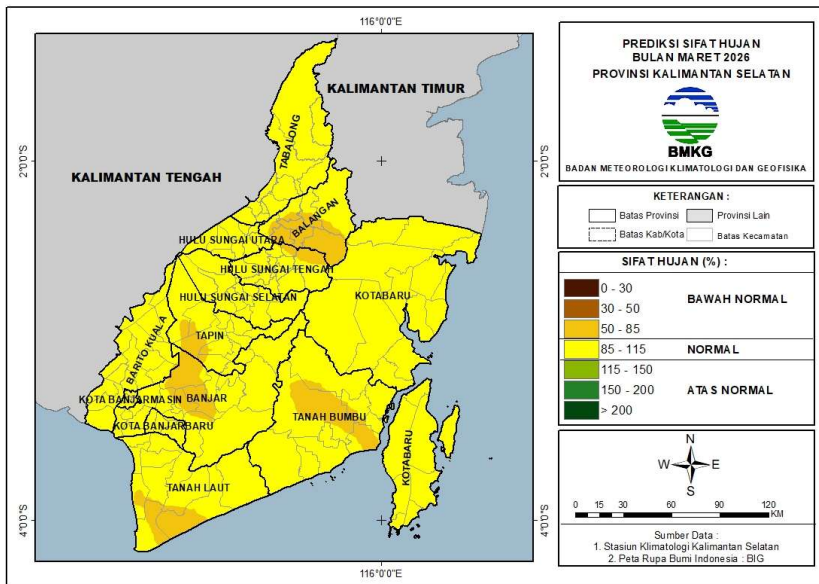 116°0'0"E
PREDIKSI SIFAT HUJAN
BULAN MARET 2026
PROVINSI KALIMANTAN SELATAN
BMKG
BADAN METEOROLOGI KLIMATOLOGI DAN GEOFISIKA
KETERANGAN :
Batas Provinsi
Provinsi Lain
Batas Kab/Kota
Batas Kecamatan
SIFAT HUJAN (%) :
0 - 30
30 - 50
50 - 85
BAWAH NORMAL
85 - 115
NORMAL
115 - 150
150 - 200
> 200
ATAS NORMAL
N
W
E
S
0 15 30 60 90 120
KM
Sumber Data :
1. Stasiun Klimatologi Kalimantan Selatan
2. Peta Rupa Bumi Indonesia : BIG
KALIMANTAN TIMUR
KALIMANTAN TENGAH
TABALONG
2°0'0"S
2°0'0"S
BALANGAN
HULU SUNGAI UTARA
HULU SUNGAI TENGAH
HULU SUNGAI SELATAN
KOTABARU
TAPIN
BARITO KUALA
KOTA BANJARMASIN
BANJAR
KOTA BANJARBARU
TANAH BUMBU
KOTABARU
TANAH LAUT
4°0'0"S
4°0'0"S
116°0'0"E